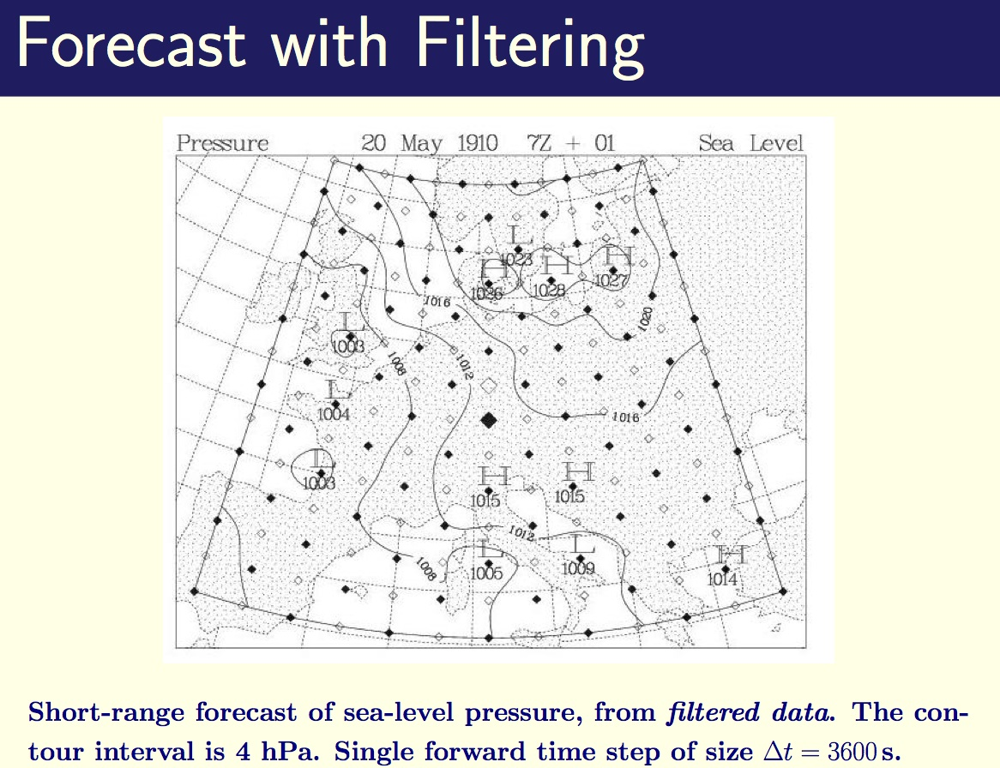 Forecast with Filtering
Pressure 20 May 1910 7Z + 01 Sea Level
L
1023
H
1026
H
1028
H
1027
1016
1020
L
1003
1008
1012
L
1004
1016
L
1003
H
1015
H
1015
1012
L
1005
L
1009
1008
H
1014
Short-range forecast of sea-level pressure, from filtered data. The con-
tour interval is 4 hPa. Single forward time step of size Δt = 3600 s.